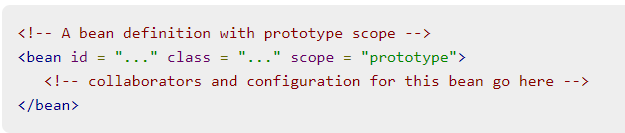 <!-- A bean definition with prototype scope -->
<bean id = "..." class = "..." scope = "prototype">
   <!-- collaborators and configuration for this bean go here -->
</bean>